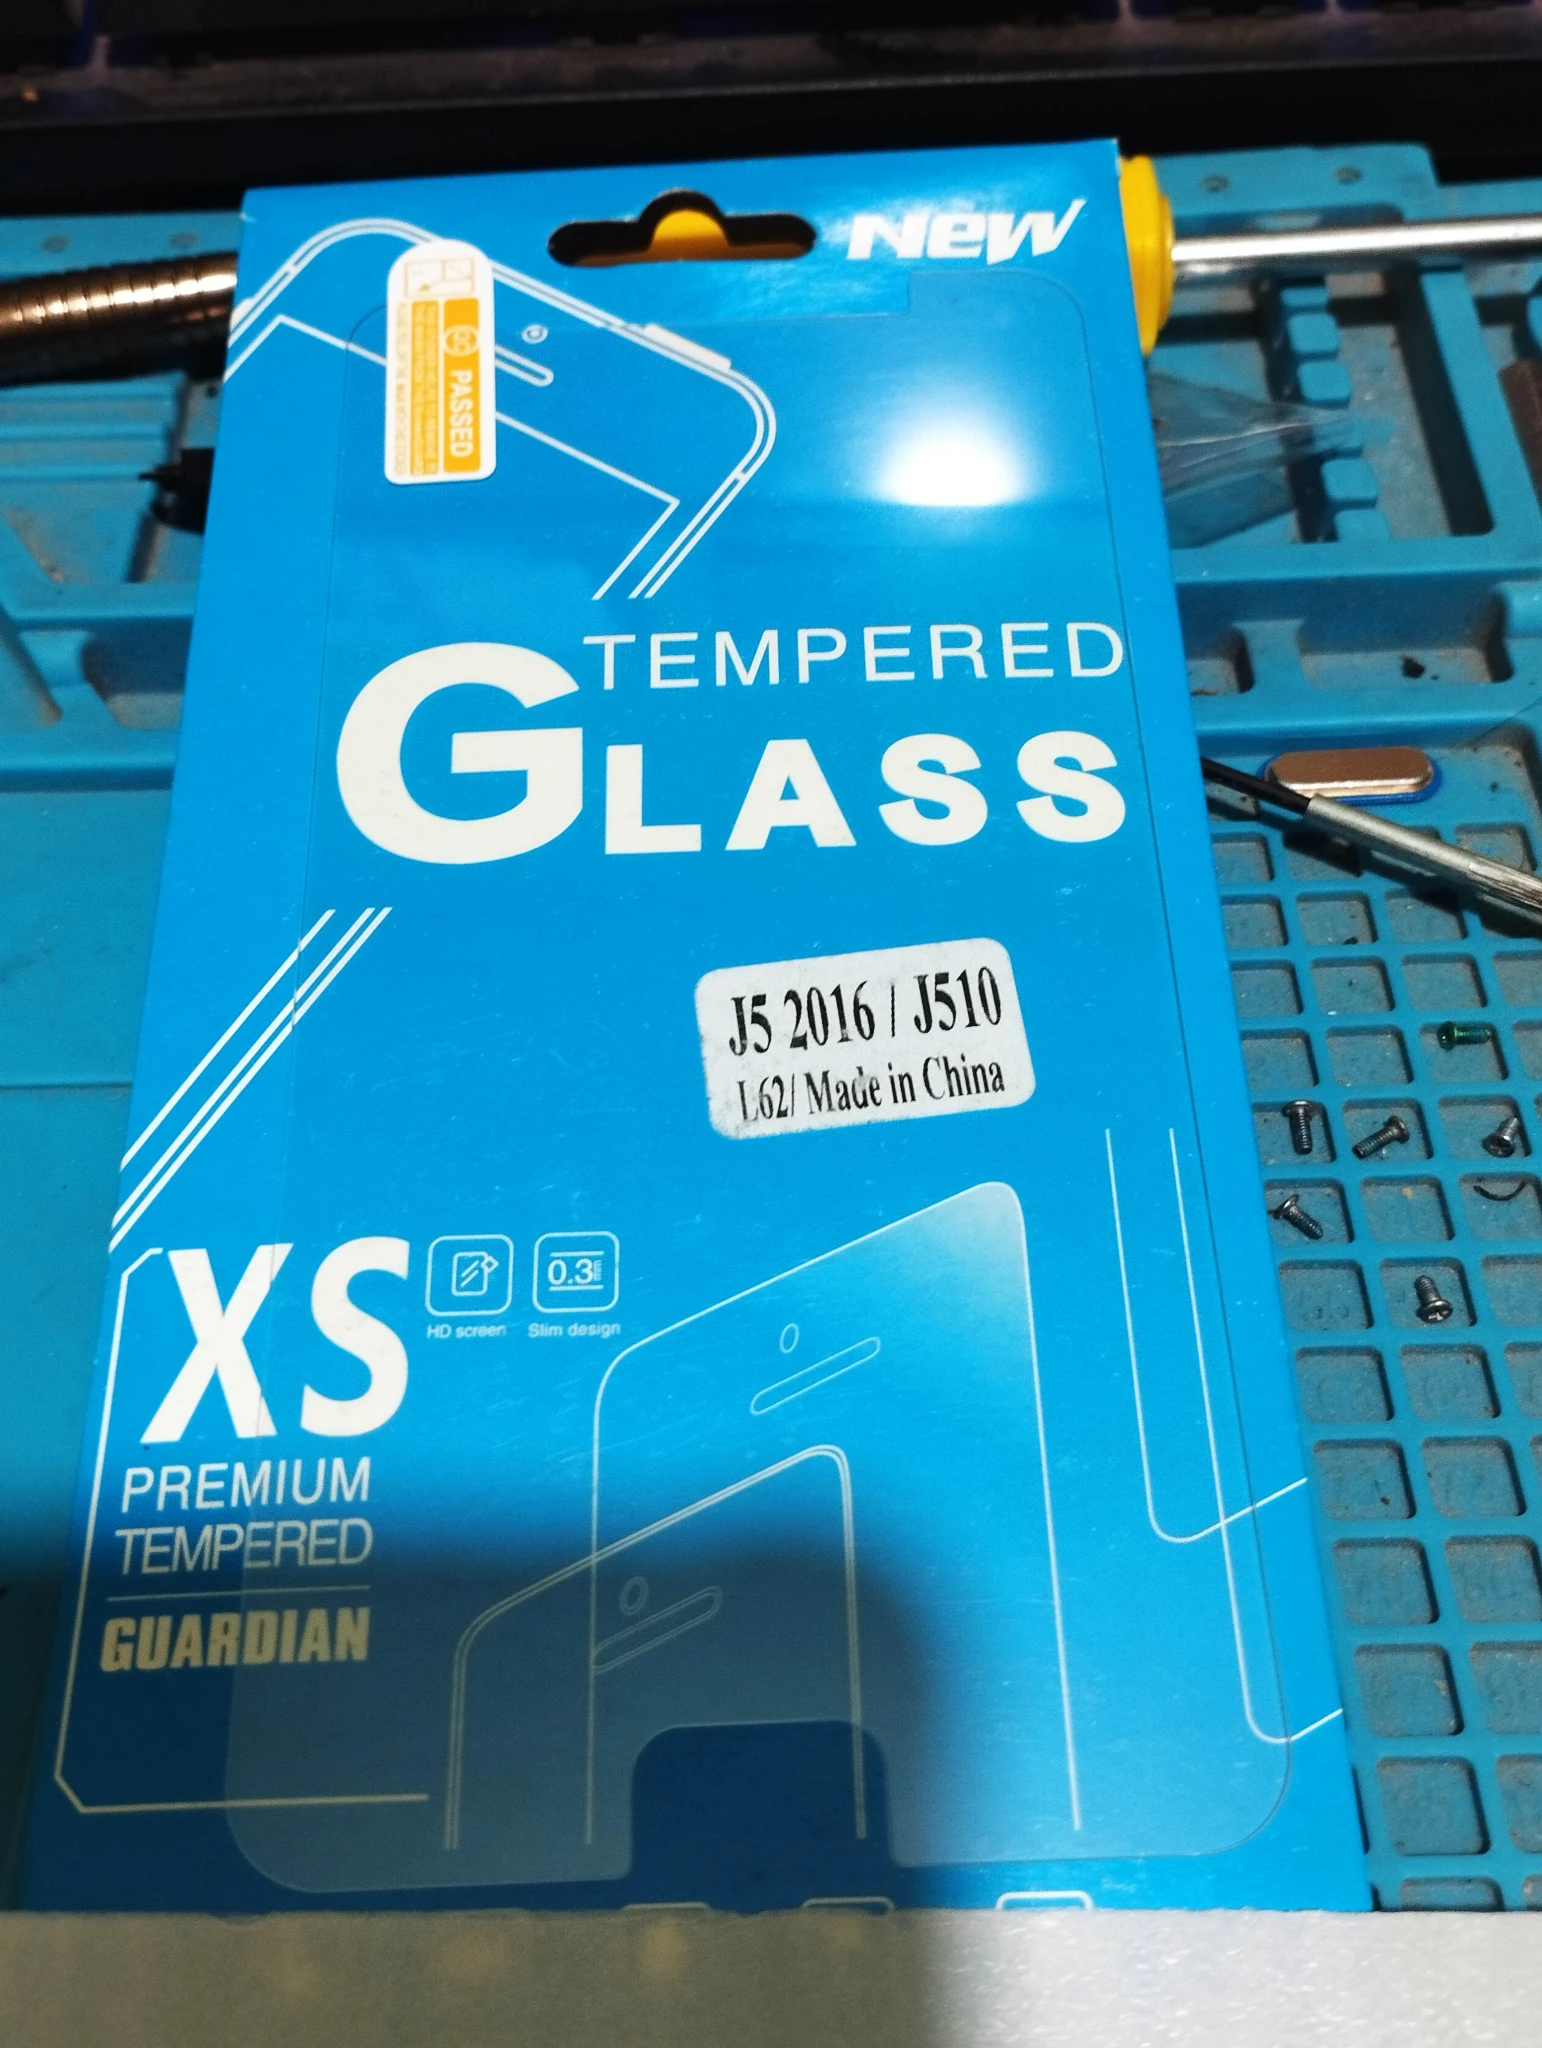 New
PASSED
TEMPERED
GLASS
J5 2016 / J510
L62/ Made in China
XS
HD screen
0.3mm
Slim design
PREMIUM
TEMPERED
GUARDIAN